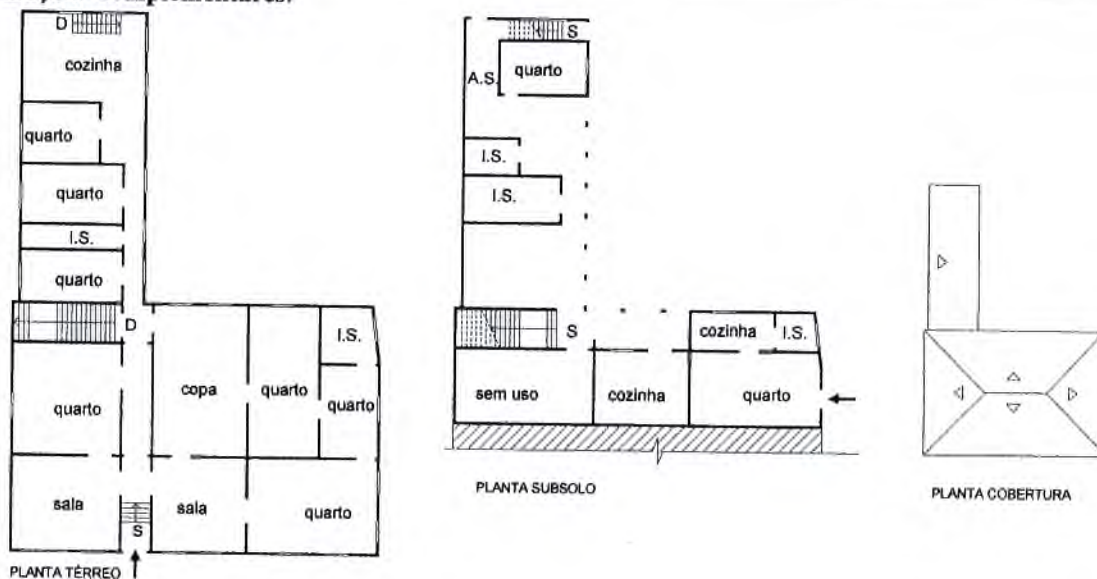 D
cozinha
quarto
quarto
I.S.
quarto
D
quarto
copa
quarto
I.S.
quarto
sala
S
sala
quarto
PLANTA TÉRREO
S
A.S.
quarto
I.S.
I.S.
S
cozinha
I.S.
sem uso
cozinha
quarto
PLANTA SUBSOLO
PLANTA COBERTURA